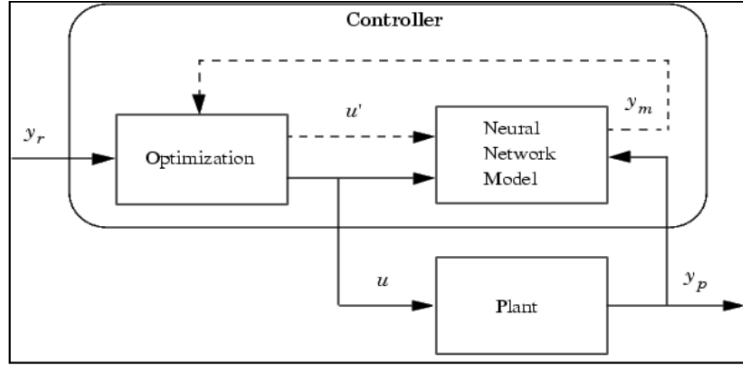 Controller
y_r
Optimization
u'
Neural
Network
Model
y_m
u
Plant
y_p